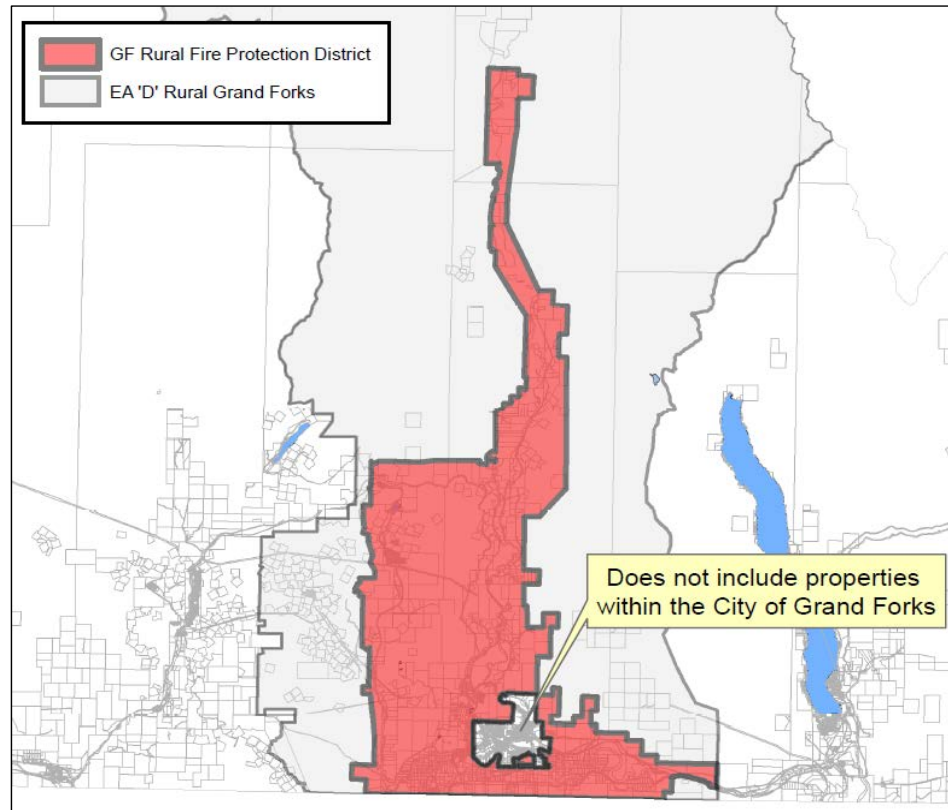 GF Rural Fire Protection District
EA 'D' Rural Grand Forks
Does not include properties
within the City of Grand Forks